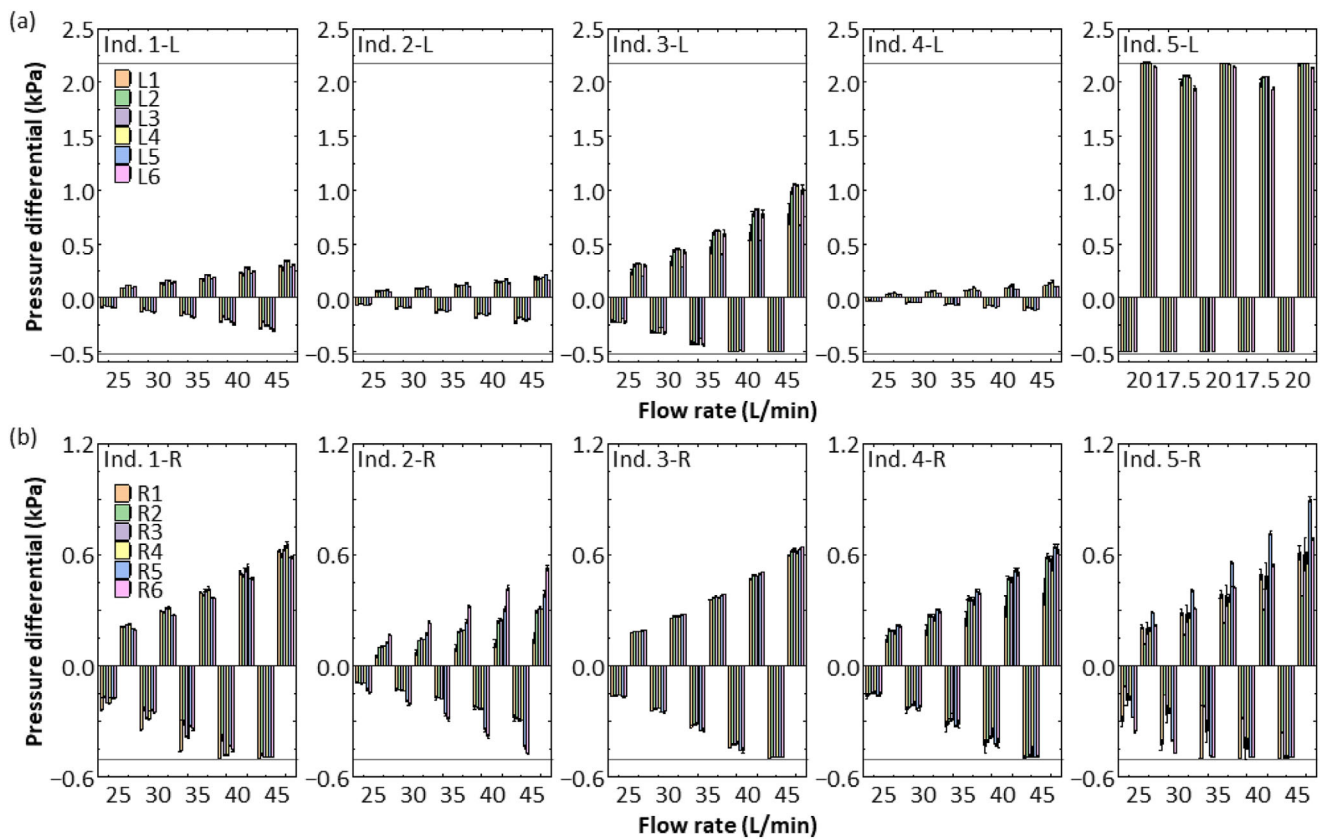 (a)
Ind. 1-L
Ind. 2-L
Ind. 3-L
Ind. 4-L
Ind. 5-L
Pressure differential (kPa)
2.5
2.0
1.5
1.0
0.5
0.0
−0.5
L1
L2
L3
L4
L5
L6
25 30 35 40 45
2.5
2.0
1.5
1.0
0.5
0.0
−0.5
25 30 35 40 45
2.5
2.0
1.5
1.0
0.5
0.0
−0.5
25 30 35 40 45
2.5
2.0
1.5
1.0
0.5
0.0
−0.5
25 30 35 40 45
2.5
2.0
1.5
1.0
0.5
0.0
−0.5
20 17.5 20 17.5 20
Flow rate (L/min)
(b)
Ind. 1-R
Ind. 2-R
Ind. 3-R
Ind. 4-R
Ind. 5-R
Pressure differential (kPa)
1.2
0.6
0.0
−0.6
R1
R2
R3
R4
R5
R6
25 30 35 40 45
1.2
0.6
0.0
−0.6
25 30 35 40 45
1.2
0.6
0.0
−0.6
25 30 35 40 45
1.2
0.6
0.0
−0.6
25 30 35 40 45
1.2
0.6
0.0
−0.6
25 30 35 40 45
Flow rate (L/min)